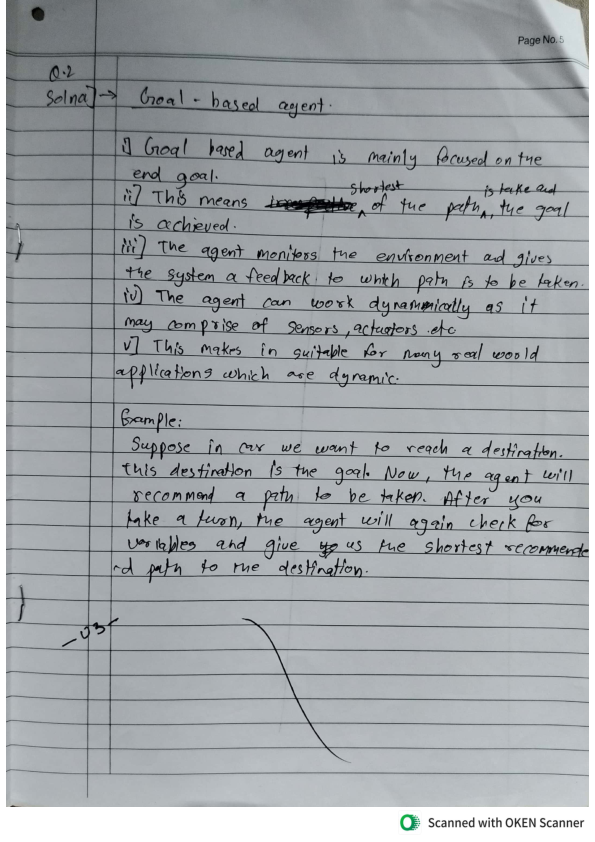 Page No. 5
Q.2
Solna] → Goal - based agent.
i] Goal based agent is mainly focused on the
end goal.
ii] This means shortest of the path is take and, the goal
is achieved.
iii] The agent monitors the environment and gives
the system a feedback to which path is to be taken.
iv) The agent can work dynammically as it
may comprise of sensors, actuators etc
v] This makes in suitable for many real woold
applications which are dynamic.
Example:
Suppose in car we want to reach a destination.
this destination is the goal. Now, the agent will
recommend a path to be taken. After you
take a turn, the agent will again check for
variables and give us the shortest recommende
rd path to the destination.
- 03 -
Scanned with OKEN Scanner